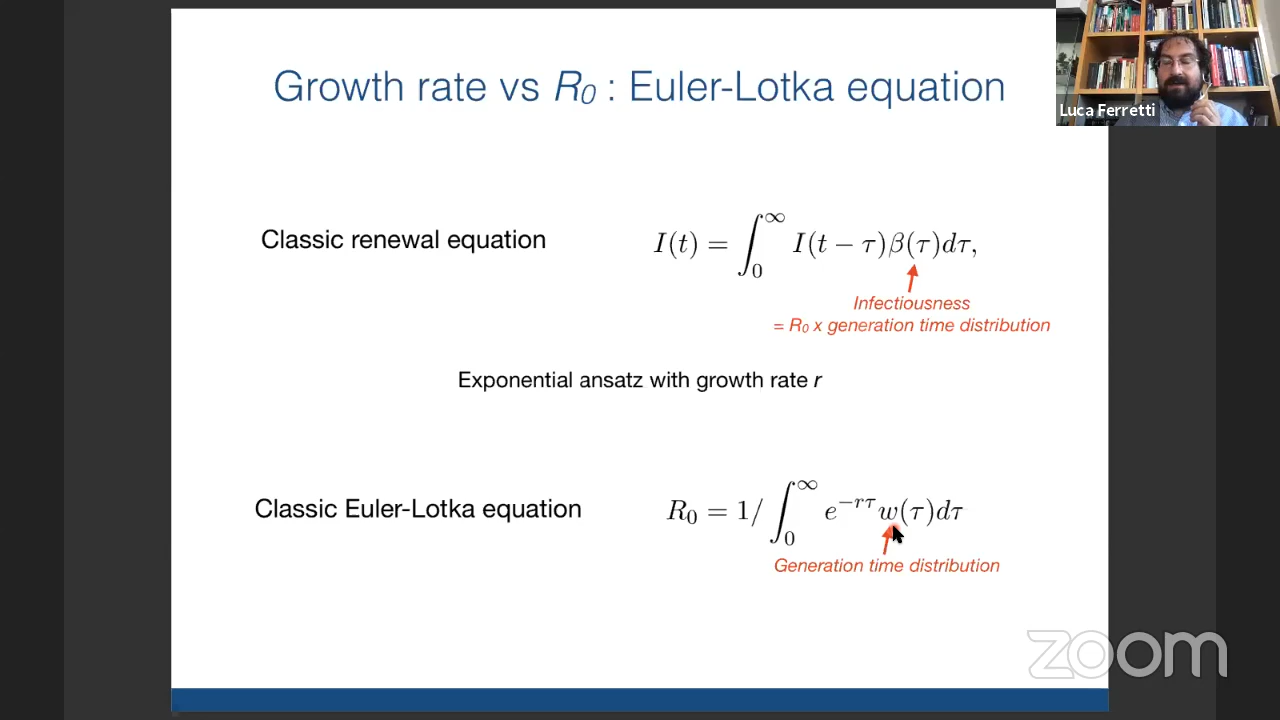 Growth rate vs R₀ : Euler-Lotka equation
Luca Ferretti
Classic renewal equation
I(t) = ∫₀^∞ I(t − τ)β(τ)dτ,
Infectiousness
= R₀ x generation time distribution
Exponential ansatz with growth rate r
Classic Euler-Lotka equation
R₀ = 1/ ∫₀^∞ e^{−rτ} w(τ)dτ
Generation time distribution
zoom